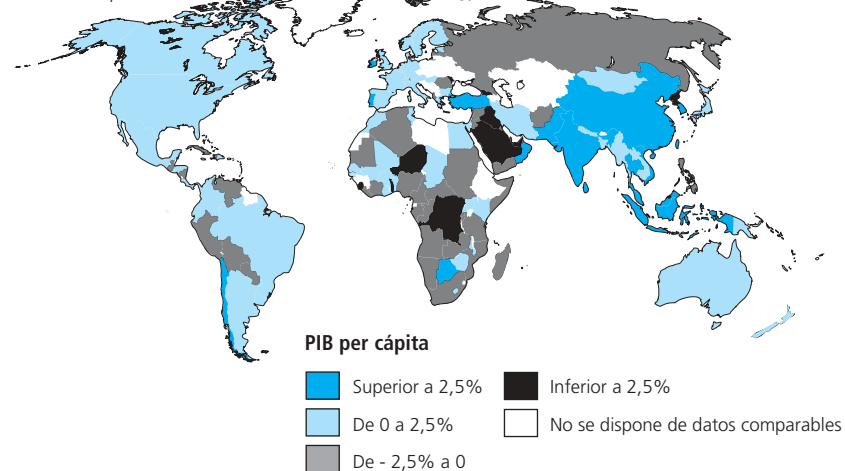 PIB per cápita
Superior a 2,5%
De 0 a 2,5%
De - 2,5% a 0
Inferior a 2,5%
No se dispone de datos comparables